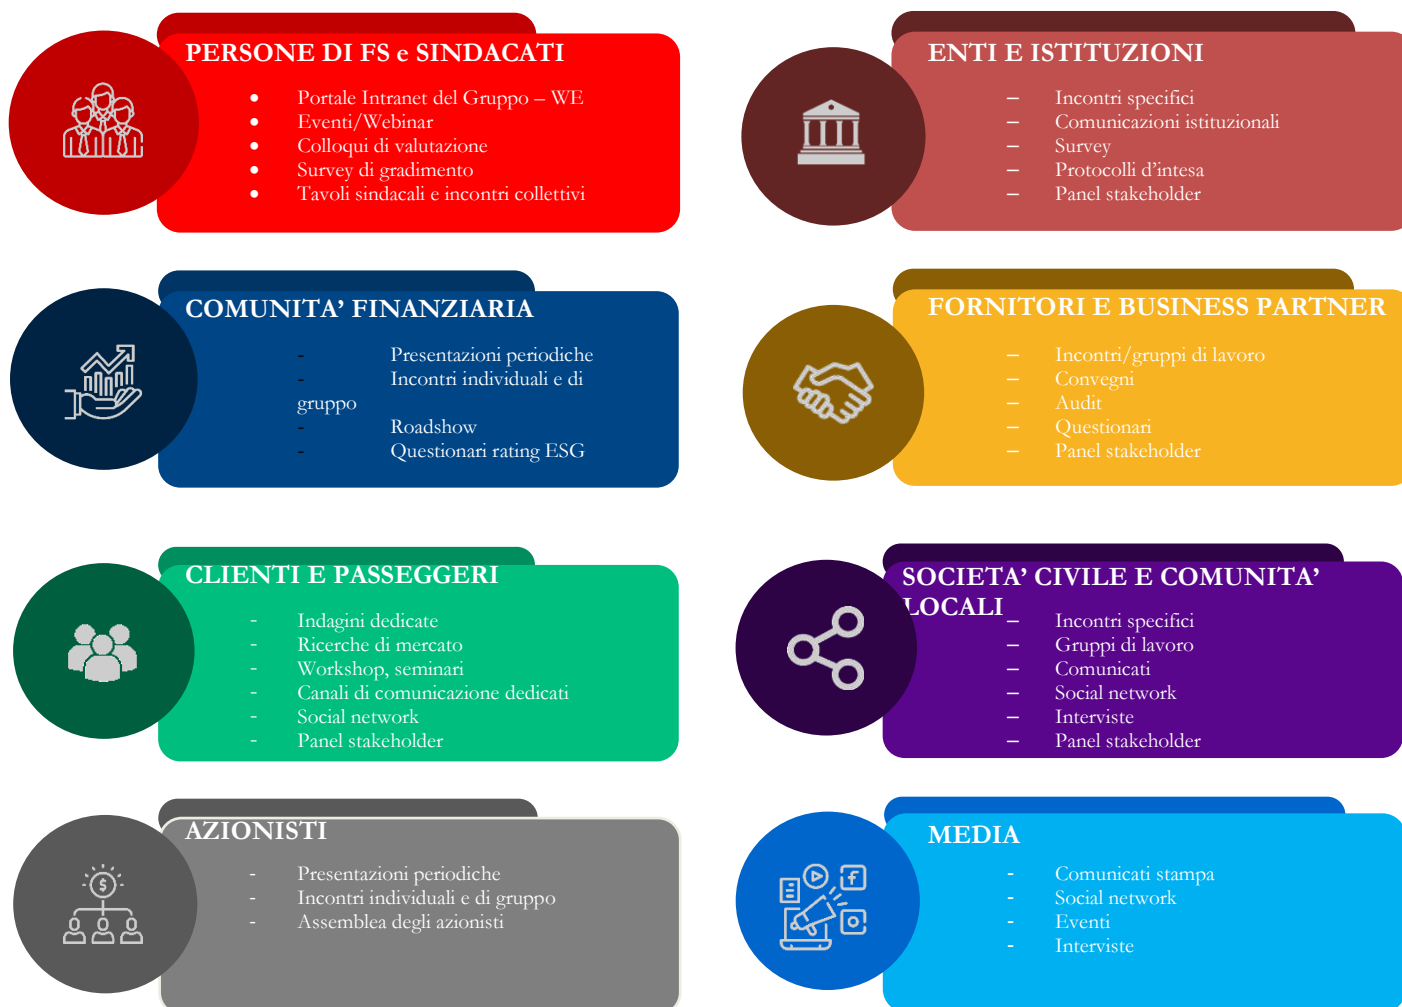 PERSONE DI FS e SINDACATI
• Portale Intranet del Gruppo – WE
• Eventi/Webinar
• Colloqui di valutazione
• Survey di gradimento
• Tavoli sindacali e incontri collettivi
ENTI E ISTITUZIONI
– Incontri specifici
– Comunicazioni istituzionali
– Survey
– Protocolli d’intesa
– Panel stakeholder
COMUNITA’ FINANZIARIA
- Presentazioni periodiche
- Incontri individuali e di
gruppo
- Roadshow
- Questionari rating ESG
FORNITORI E BUSINESS PARTNER
– Incontri/gruppi di lavoro
– Convegni
– Audit
– Questionari
– Panel stakeholder
CLIENTI E PASSEGGERI
- Indagini dedicate
- Ricerche di mercato
- Workshop, seminari
- Canali di comunicazione dedicati
- Social network
- Panel stakeholder
SOCIETA’ CIVILE E COMUNITA’
LOCALI
– Incontri specifici
– Gruppi di lavoro
– Comunicati
– Social network
– Interviste
– Panel stakeholder
AZIONISTI
- Presentazioni periodiche
- Incontri individuali e di gruppo
- Assemblea degli azionisti
MEDIA
- Comunicati stampa
- Social network
- Eventi
- Interviste